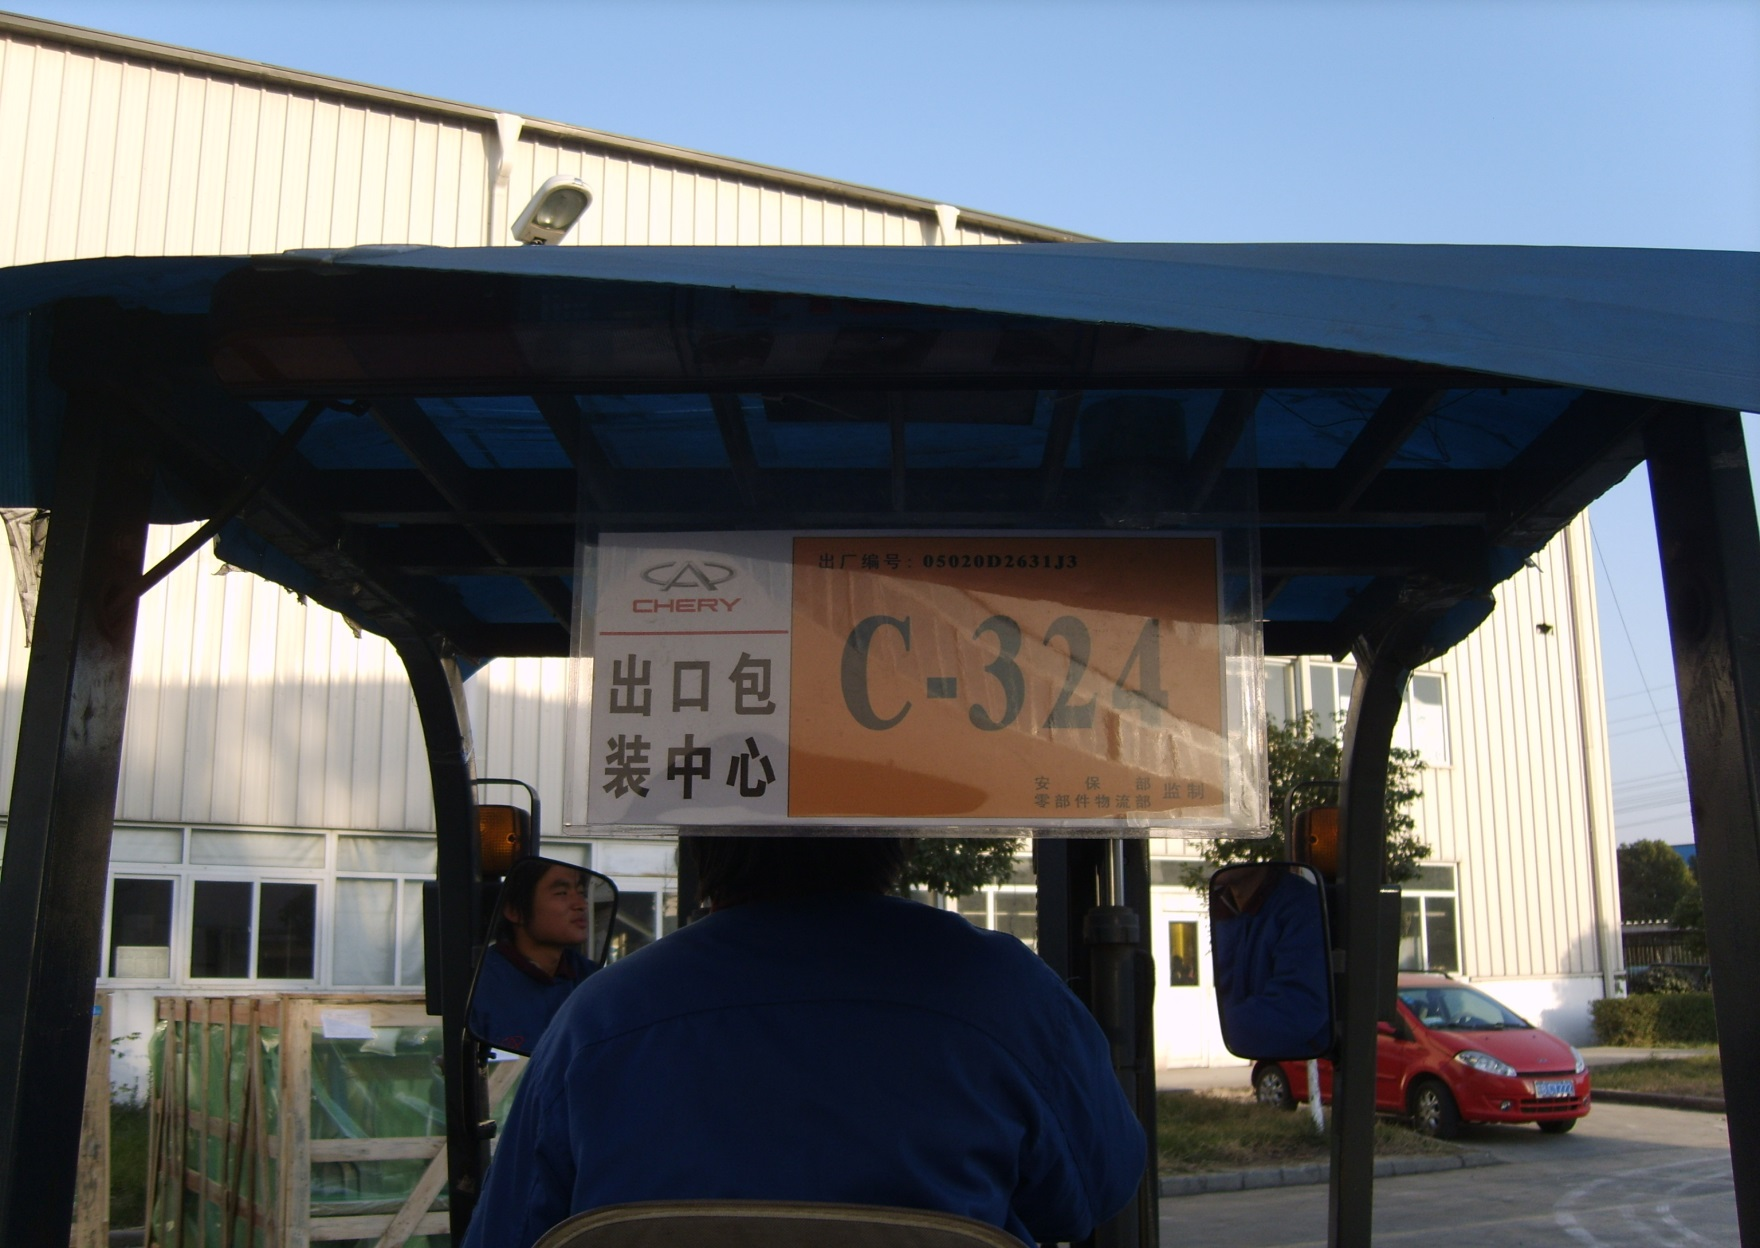 CHERY
出口包
装中心
出厂编号：05020D2631J3
C-324
安 保 部
零部件物流部 监制